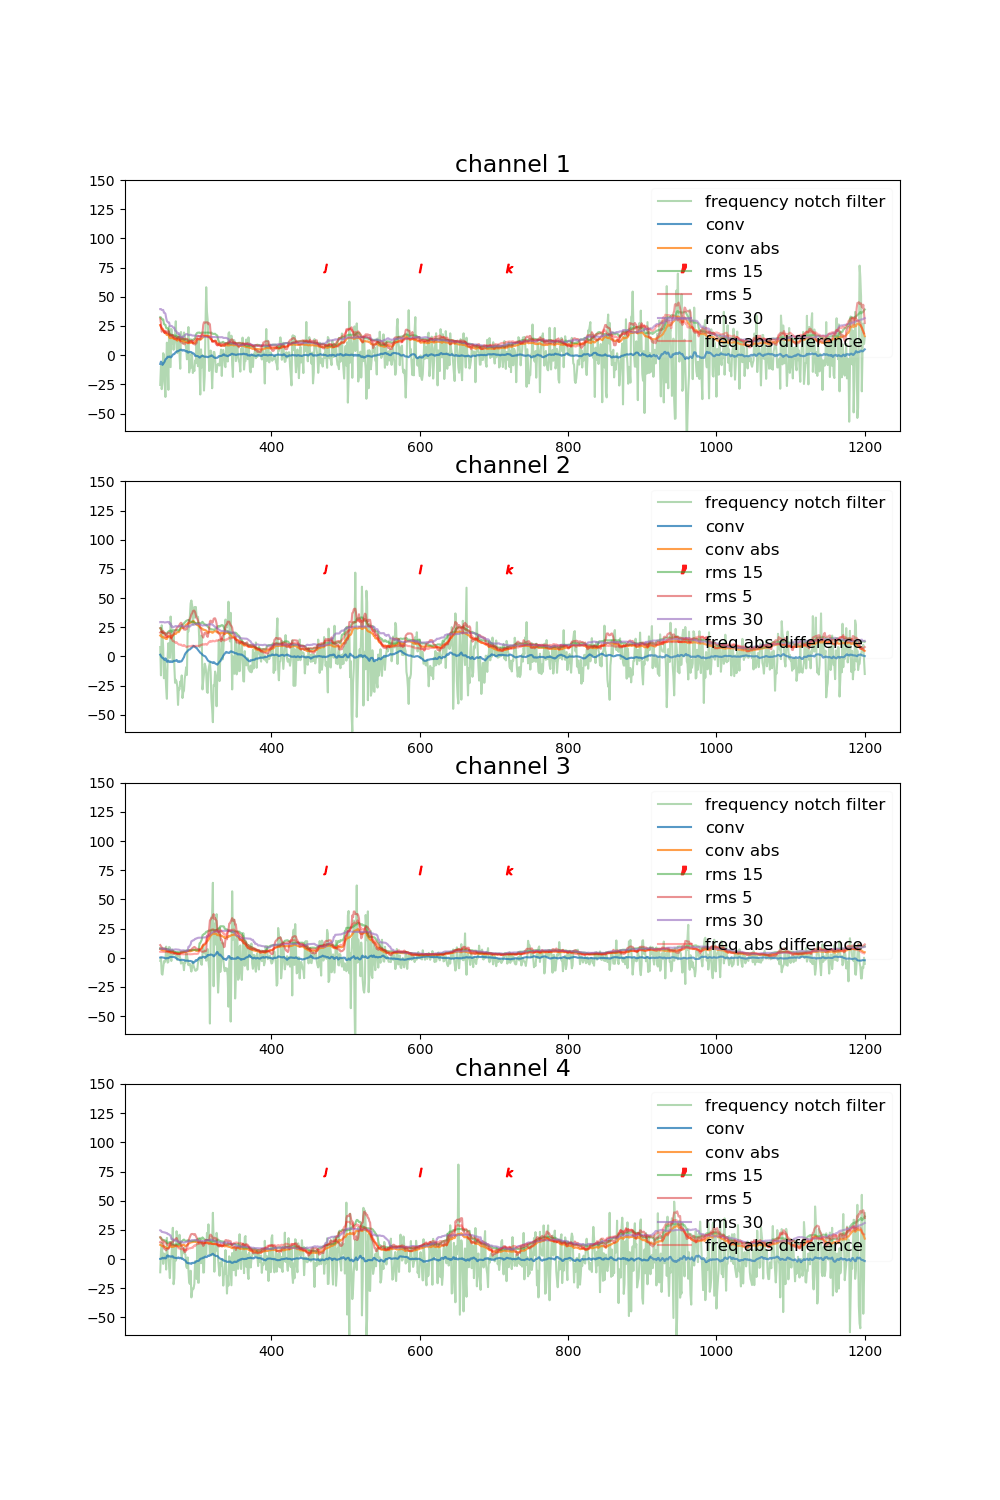 channel 1
150
125
100
75
50
25
0
−25
−50
J l k
frequency notch filter
conv
conv abs
rms 15
rms 5
rms 30
freq abs difference
400 600 800 1000 1200
channel 2
150
125
100
75
50
25
0
−25
−50
J l k
frequency notch filter
conv
conv abs
rms 15
rms 5
rms 30
freq abs difference
400 600 800 1000 1200
channel 3
150
125
100
75
50
25
0
−25
−50
J l k
frequency notch filter
conv
conv abs
rms 15
rms 5
rms 30
freq abs difference
400 600 800 1000 1200
channel 4
150
125
100
75
50
25
0
−25
−50
J l k
frequency notch filter
conv
conv abs
rms 15
rms 5
rms 30
freq abs difference
400 600 800 1000 1200